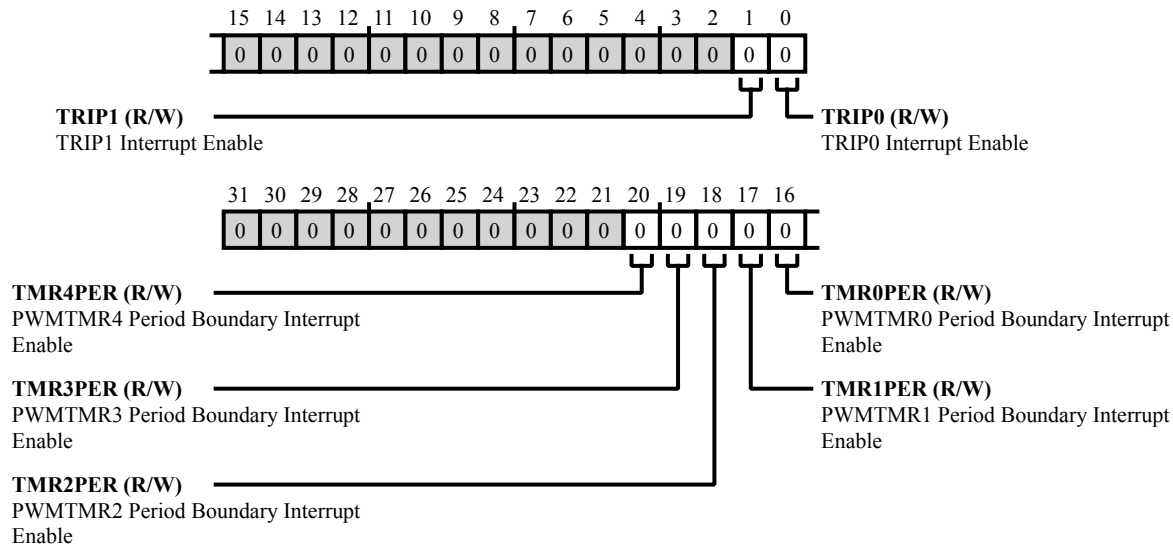 15 14 13 12 11 10 9 8 7 6 5 4 3 2 1 0
0 0 0 0 0 0 0 0 0 0 0 0 0 0 0 0
TRIP1 (R/W)
TRIP1 Interrupt Enable
TRIP0 (R/W)
TRIP0 Interrupt Enable
31 30 29 28 27 26 25 24 23 22 21 20 19 18 17 16
0 0 0 0 0 0 0 0 0 0 0 0 0 0 0 0
TMR4PER (R/W)
PWMTMR4 Period Boundary Interrupt
Enable
TMR0PER (R/W)
PWMTMR0 Period Boundary Interrupt
Enable
TMR3PER (R/W)
PWMTMR3 Period Boundary Interrupt
Enable
TMR1PER (R/W)
PWMTMR1 Period Boundary Interrupt
Enable
TMR2PER (R/W)
PWMTMR2 Period Boundary Interrupt
Enable